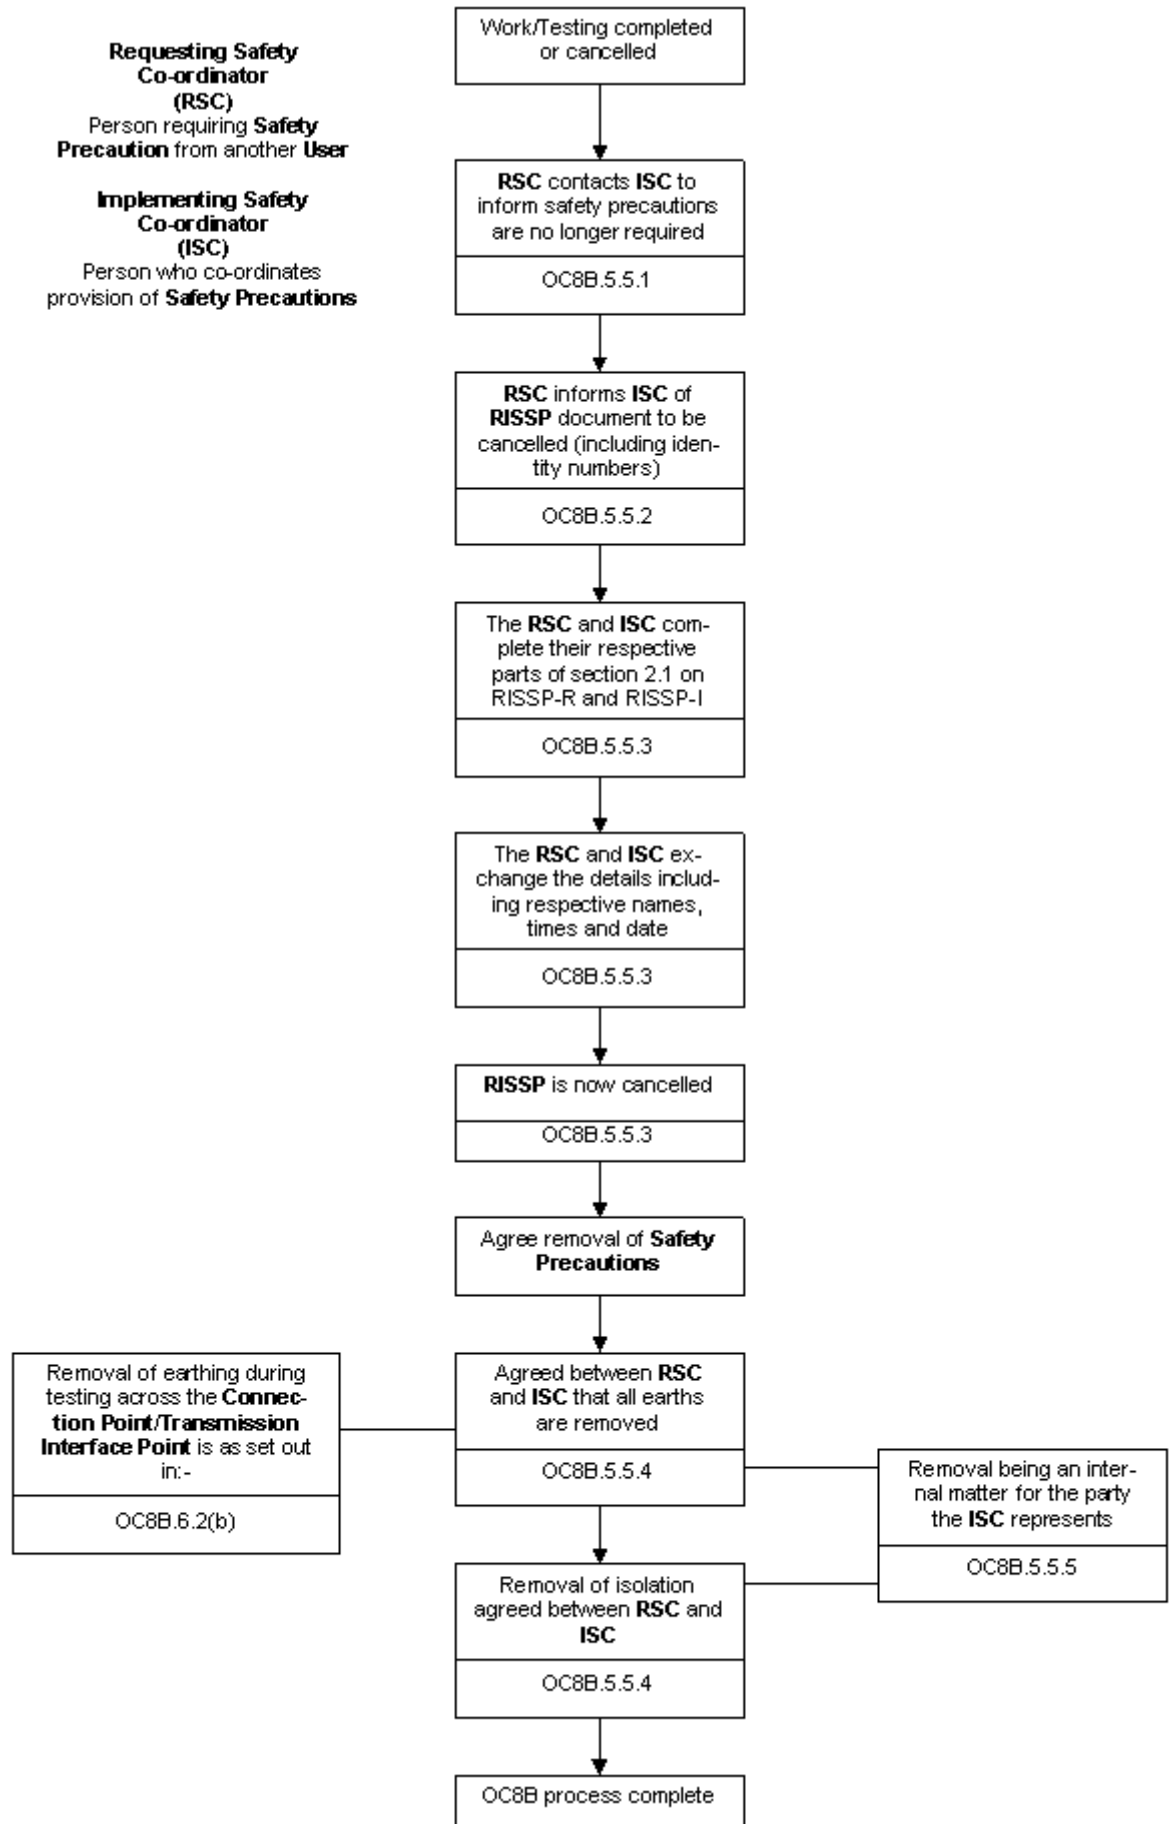 Requesting Safety
Co-ordinator
(RSC)
Person requiring Safety
Precaution from another User
Implementing Safety
Co-ordinator
(ISC)
Person who co-ordinates
provision of Safety Precautions
Work/Testing completed
or cancelled
RSC contacts ISC to
inform safety precautions
are no longer required
OC8B.5.5.1
RSC informs ISC of
RISSP document to be
cancelled (including iden-
tity numbers)
OC8B.5.5.2
The RSC and ISC com-
plete their respective
parts of section 2.1 on
RISSP-R and RISSP-I
OC8B.5.5.3
The RSC and ISC ex-
change the details includ-
ing respective names,
times and date
OC8B.5.5.3
RISSP is now cancelled
OC8B.5.5.3
Agree removal of Safety
Precautions
Removal of earthing during
testing across the Connec-
tion Point/Transmission
Interface Point is as set out
in:-
OC8B.6.2(b)
Agreed between RSC
and ISC that all earths
are removed
OC8B.5.5.4
Removal being an inter-
nal matter for the party
the ISC represents
OC8B.5.5.5
Removal of isolation
agreed between RSC and
ISC
OC8B.5.5.4
OC8B process complete